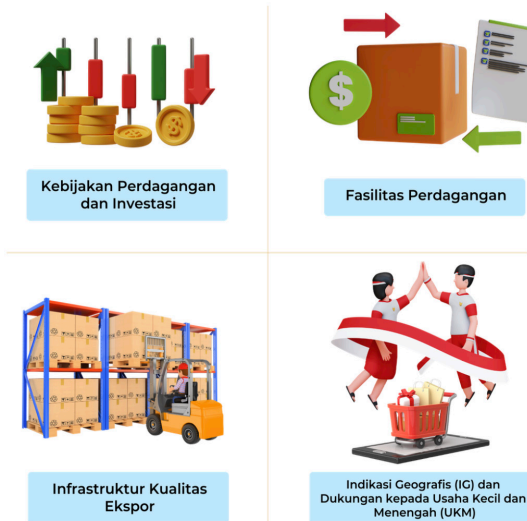 Kebijakan Perdagangan
dan Investasi
Fasilitas Perdagangan
Infrastruktur Kualitas
Ekspor
Indikasi Geografis (IG) dan
Dukungan kepada Usaha Kecil dan
Menengah (UKM)